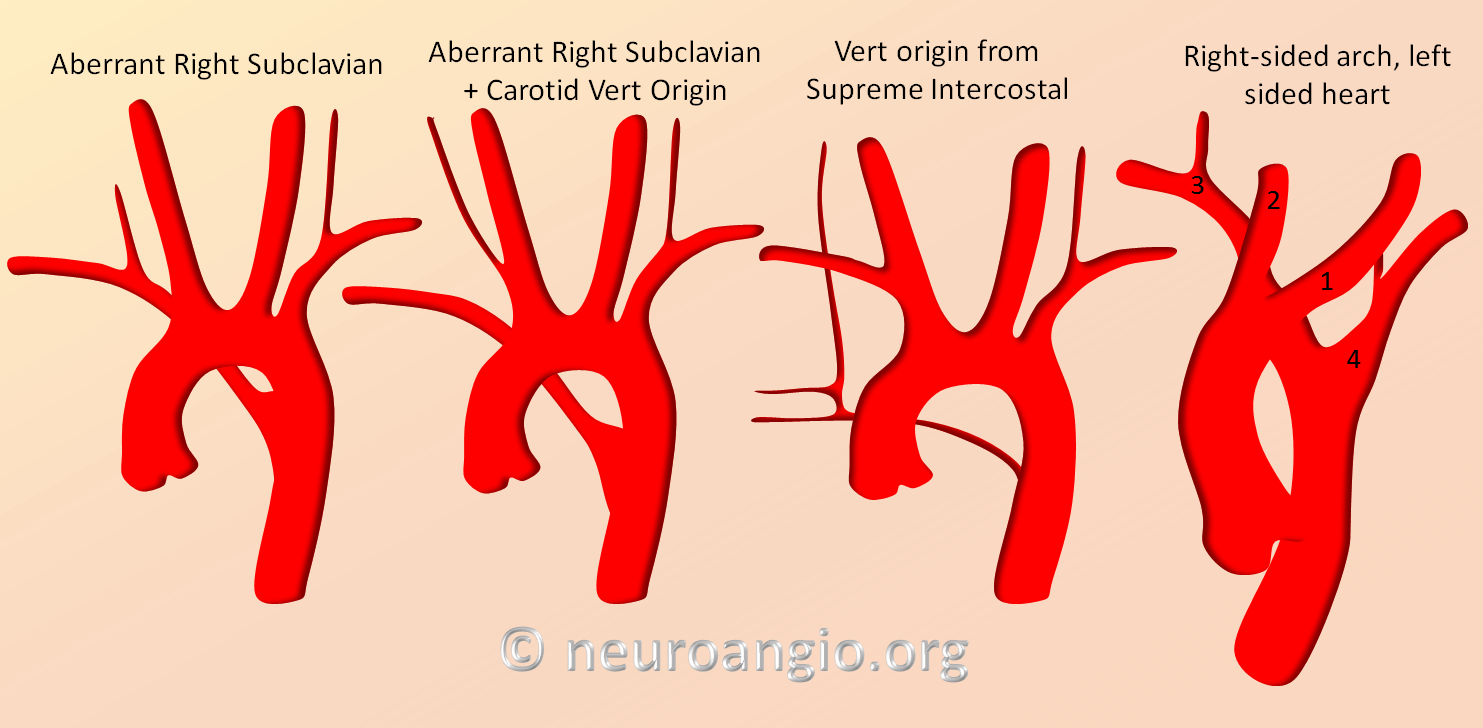 Aberrant Right Subclavian
Aberrant Right Subclavian
+ Carotid Vert Origin
Vert origin from
Supreme Intercostal
Right-sided arch, left
sided heart
3
2
1
4
© neuroangio.org